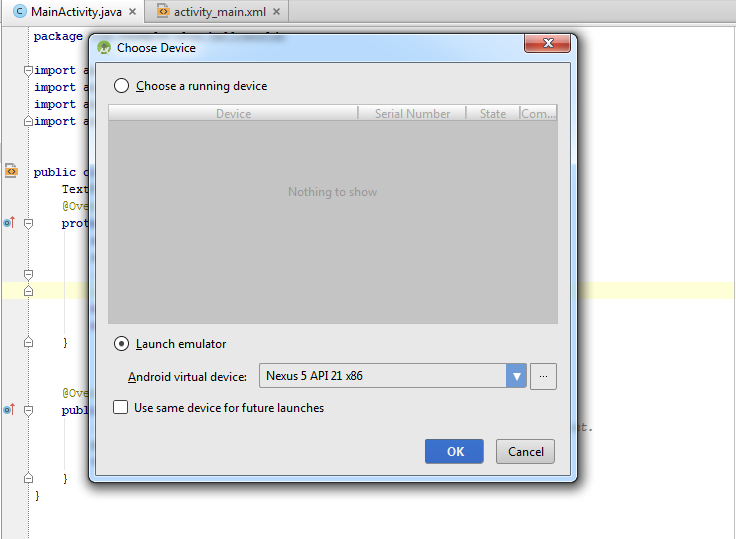 MainActivity.java
activity_main.xml
package
Choose Device
import a
import a
import a
import a
Choose a running device
Device Serial Number State Com...
public
Text
@Ove
prot
Nothing to show
Launch emulator
}
Android virtual device: Nexus 5 API 21 x86 ...
@Ove
publ
Use same device for future launches
OK Cancel
}
}